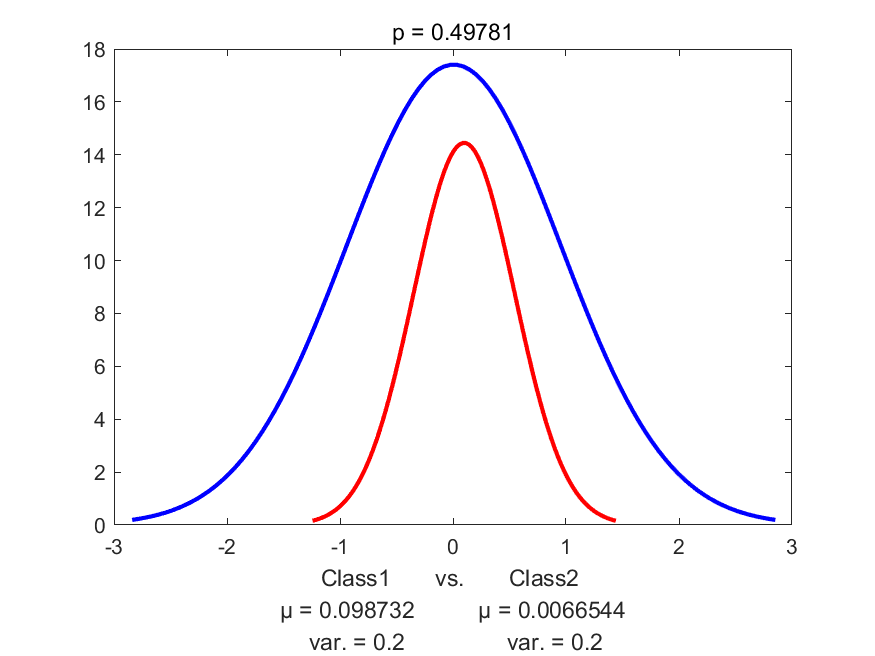 p = 0.49781
18
16
14
12
10
8
6
4
2
0
-3 -2 -1 0 1 2 3
Class1 vs. Class2
μ = 0.098732 μ = 0.0066544
var. = 0.2 var. = 0.2